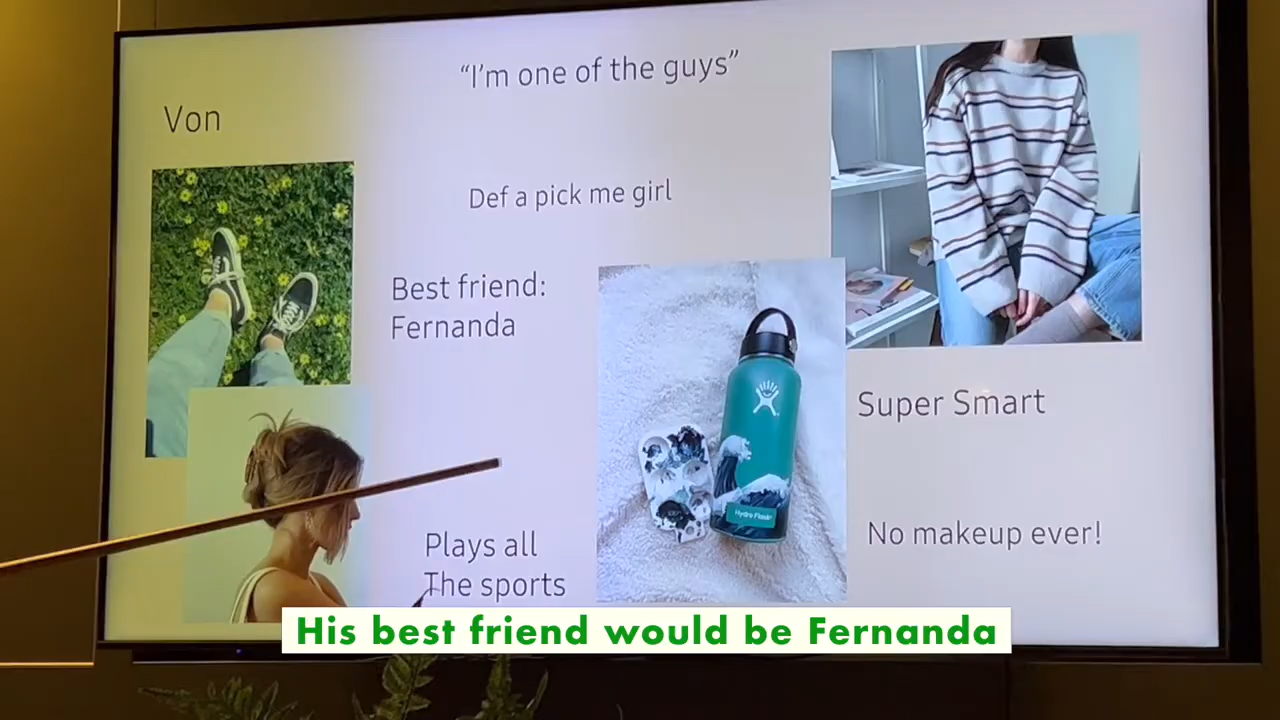 "I'm one of the guys"
Von
Def a pick me girl
Best friend:
Fernanda
Super Smart
Hydro Flask
No makeup ever!
Plays all
The sports
His best friend would be Fernanda